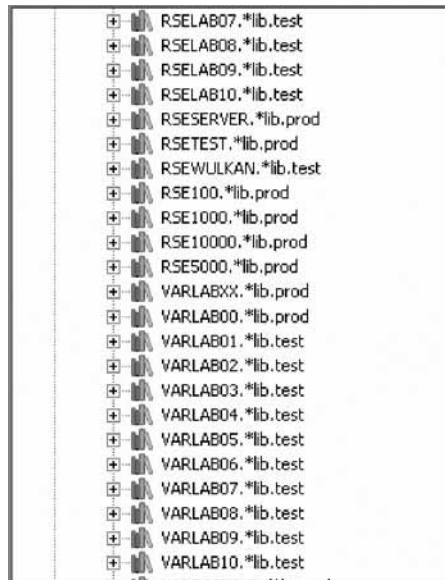 RSELAB07.*lib.test
RSELAB08.*lib.test
RSELAB09.*lib.test
RSELAB10.*lib.test
RSESERVER.*lib.prod
RSETEST.*lib.prod
RSEWULKAN.*lib.test
RSE100.*lib.prod
RSE1000.*lib.prod
RSE10000.*lib.prod
RSE5000.*lib.prod
VARLABXX.*lib.prod
VARLAB00.*lib.prod
VARLAB01.*lib.test
VARLAB02.*lib.test
VARLAB03.*lib.test
VARLAB04.*lib.test
VARLAB05.*lib.test
VARLAB06.*lib.test
VARLAB07.*lib.test
VARLAB08.*lib.test
VARLAB09.*lib.test
VARLAB10.*lib.test